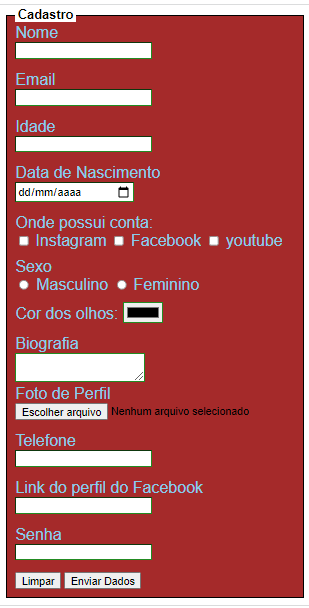 Cadastro
Nome
Email
Idade
Data de Nascimento
dd/mm/aaaa
Onde possui conta:
Instagram Facebook youtube
Sexo
Masculino Feminino
Cor dos olhos:
Biografia
Foto de Perfil
Escolher arquivo Nenhum arquivo selecionado
Telefone
Link do perfil do Facebook
Senha
Limpar Enviar Dados